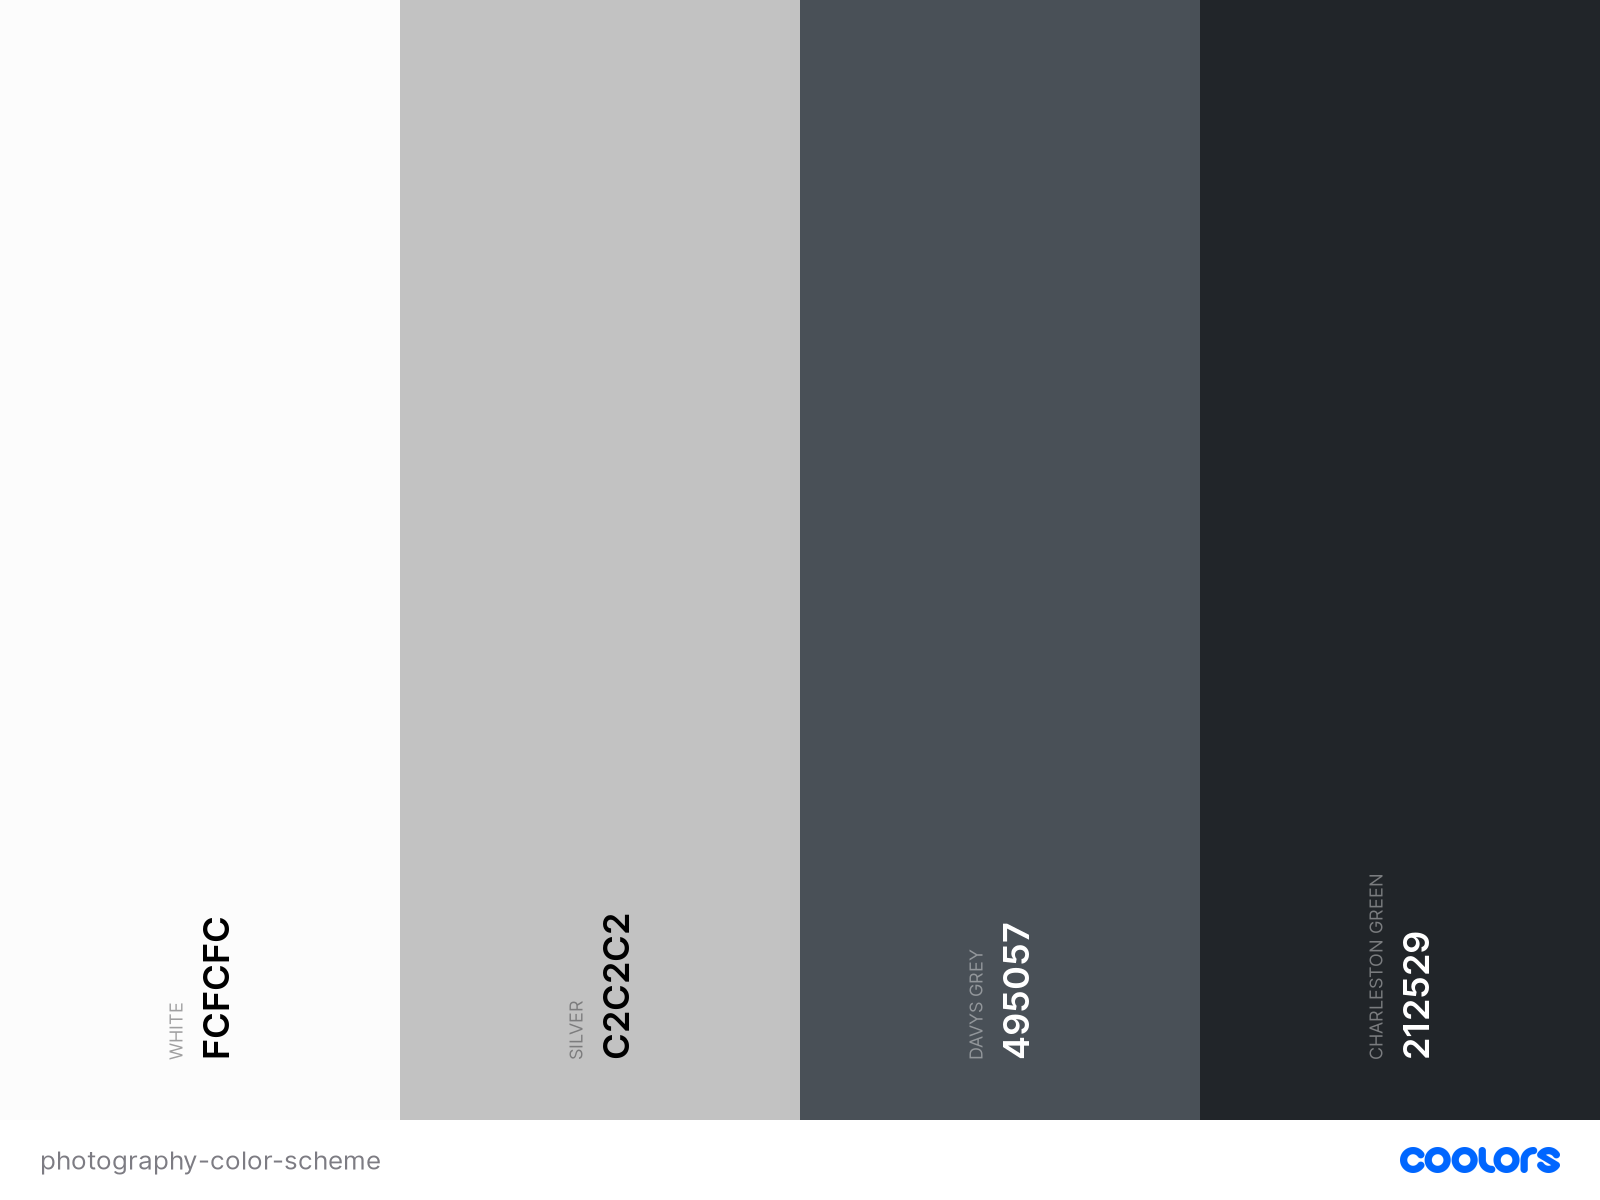 WHITE
FCFCFC
SILVER
C2C2C2
DAVYS GREY
495057
CHARLESTON GREEN
212529
photography-color-scheme
coolors